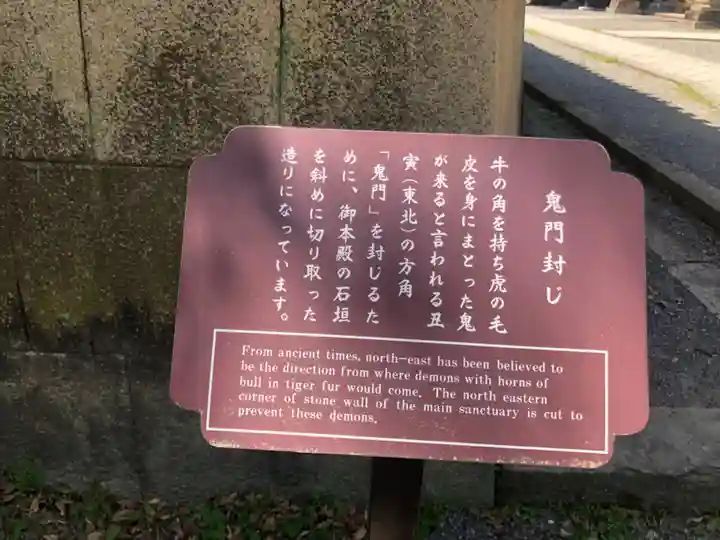 鬼門封じ
牛の角を持ち虎の毛
皮を身にまとった鬼
が来ると言われる丑
寅(東北)の方角
「鬼門」を封じるた
めに、御本殿の石垣
を斜めに切り取った
造りになっています。
From ancient times, north-east has been believed to
be the direction from where demons with horns of
bull in tiger fur would come. The north eastern
corner of stone wall of the main sanctuary is cut to
prevent these demons.